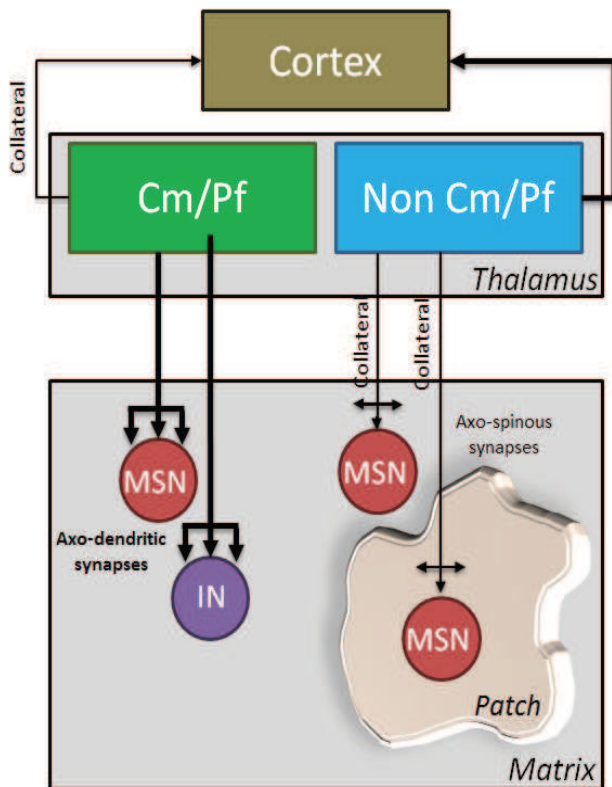 Cortex
Collateral
Cm/Pf
Non Cm/Pf
Thalamus
Collateral
Collateral
Axo-spinous
synapses
MSN
MSN
Axo-dendritic
synapses
IN
MSN
Patch
Matrix